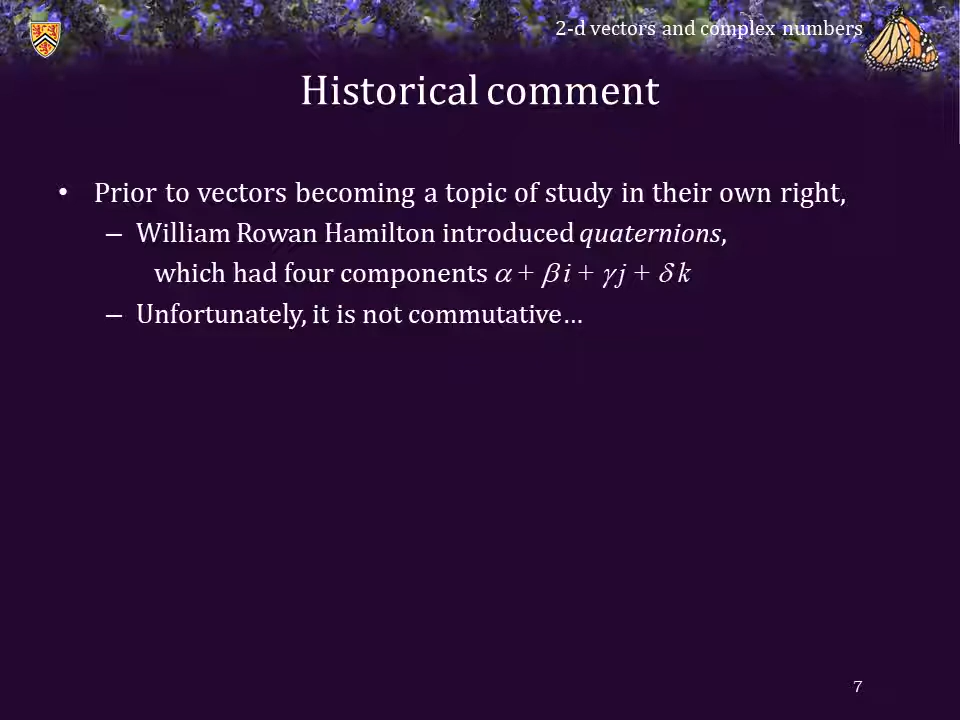 2-d vectors and complex numbers
Historical comment
• Prior to vectors becoming a topic of study in their own right,
– William Rowan Hamilton introduced quaternions,
which had four components α + β i + γ j + δ k
– Unfortunately, it is not commutative…
7